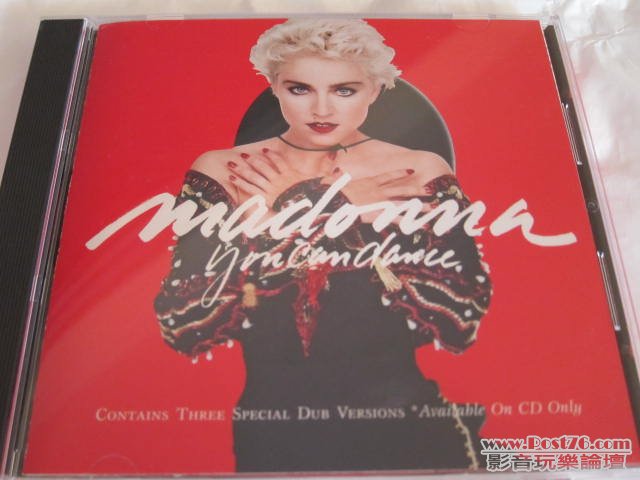 madonna
you can dance
CONTAINS THREE SPECIAL DUB VERSIONS *Available On CD Only
www.Post76.com
影音玩樂論壇